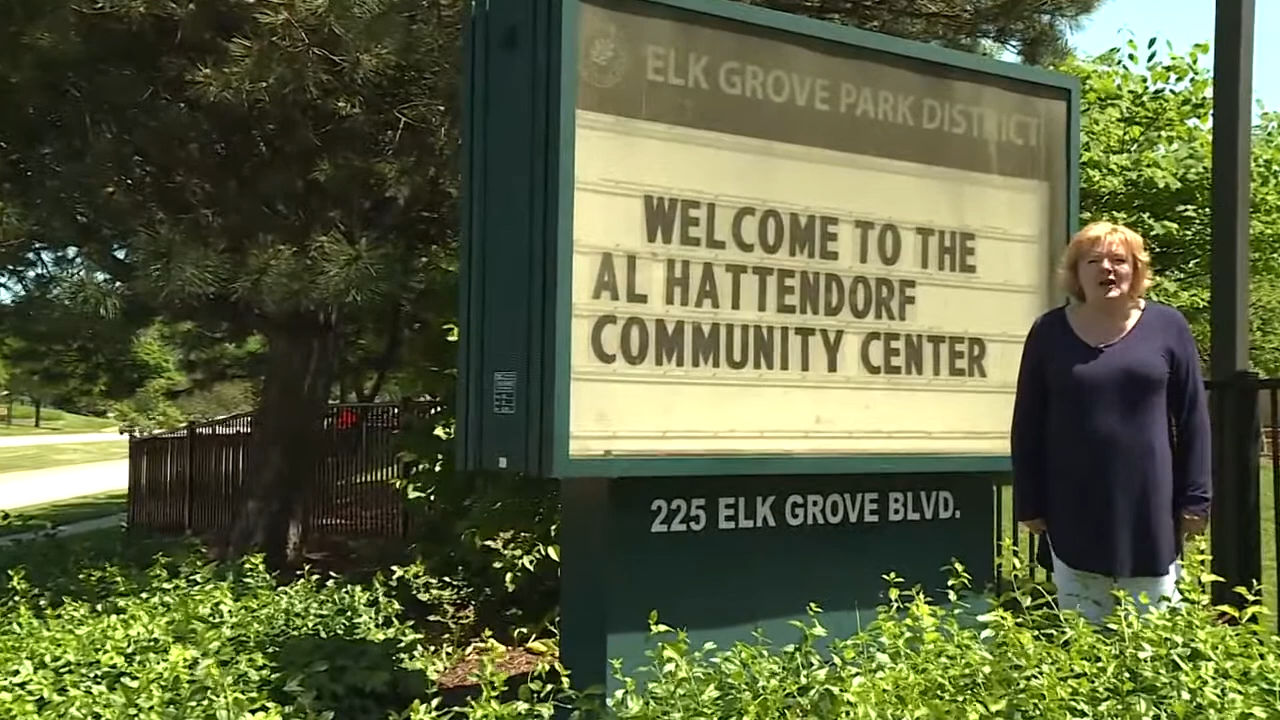 ELK GROVE PARK DISTRICT
WELCOME TO THE
AL HATTENDORF
COMMUNITY CENTER
225 ELK GROVE BLVD.